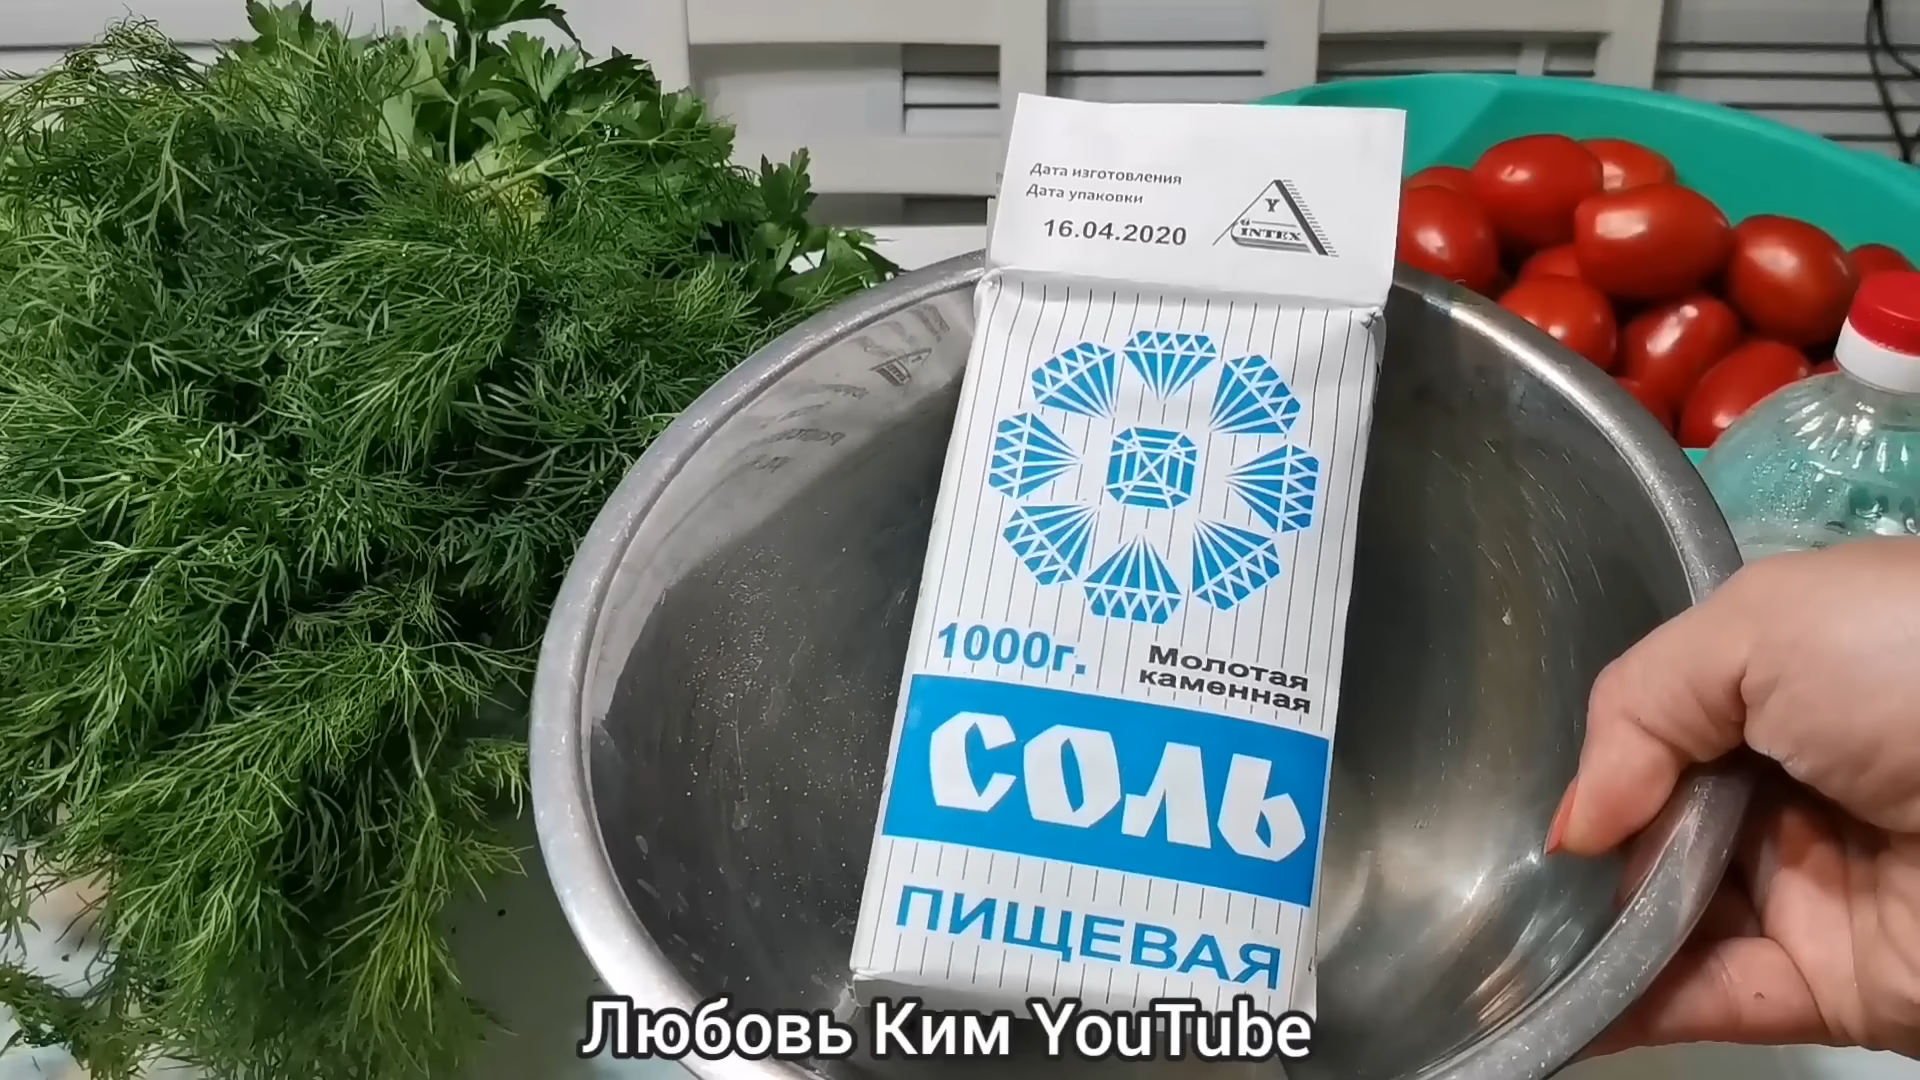 Дата изготовления
Дата упаковки
16.04.2020
Y
INTEX
1000г.
Молотая
каменная
СОЛЬ
ПИЩЕВАЯ
Любовь Ким YouTube